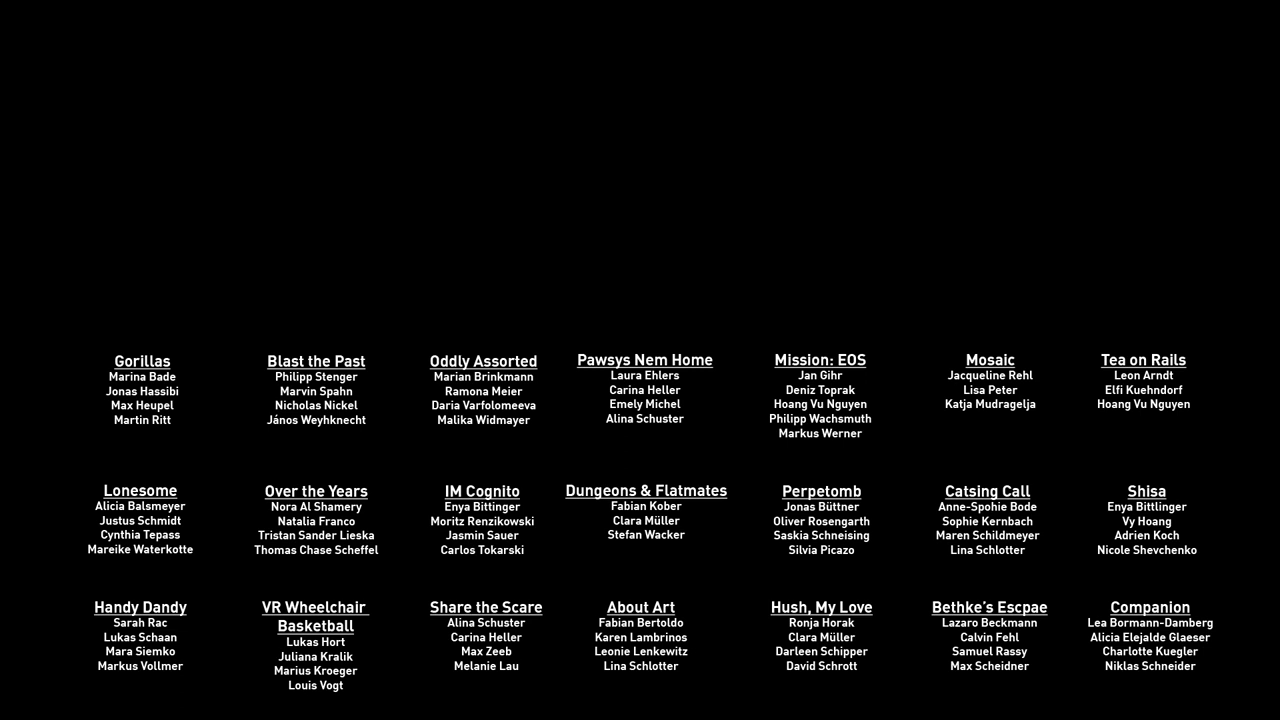 Gorillas
Marina Bade
Jonas Hassibi
Max Heupel
Martin Ritt
Blast the Past
Philipp Stenger
Marvin Spahn
Nicholas Nickel
János Weyhknecht
Oddly Assorted
Marian Brinkmann
Ramona Meier
Daria Varfolomeeva
Malika Widmayer
Pawsys Nem Home
Laura Ehlers
Carina Heller
Emely Michel
Alina Schuster
Mission: EOS
Jan Gihr
Deniz Toprak
Hoang Vu Nguyen
Philipp Wachsmuth
Markus Werner
Mosaic
Jacqueline Rehl
Lisa Peter
Katja Mudragelja
Tea on Rails
Leon Arndt
Elfi Kuehndorf
Hoang Vu Nguyen
Lonesome
Alicia Balsmeyer
Justus Schmidt
Cynthia Tepass
Mareike Waterkotte
Over the Years
Nora Al Shamery
Natalia Franco
Tristan Sander Lieska
Thomas Chase Scheffel
IM Cognito
Enya Bittinger
Moritz Renzikowski
Jasmin Sauer
Carlos Tokarski
Dungeons & Flatmates
Fabian Kober
Clara Müller
Stefan Wacker
Perpetomb
Jonas Büttner
Oliver Rosengarth
Saskia Schneising
Silvia Picazo
Catsing Call
Anne-Spohie Bode
Sophie Kernbach
Maren Schildmeyer
Lina Schlotter
Shisa
Enya Bittlinger
Vy Hoang
Adrien Koch
Nicole Shevchenko
Handy Dandy
Sarah Rac
Lukas Schaan
Mara Siemko
Markus Vollmer
VR Wheelchair
Basketball
Lukas Hort
Juliana Kralik
Marius Kroeger
Louis Vogt
Share the Scare
Alina Schuster
Carina Heller
Max Zeeb
Melanie Lau
About Art
Fabian Bertoldo
Karen Lambrinos
Leonie Lenkewitz
Lina Schlotter
Hush, My Love
Ronja Horak
Clara Müller
Darleen Schipper
David Schrott
Bethke’s Escpae
Lazaro Beckmann
Calvin Fehl
Samuel Rassy
Max Scheidner
Companion
Lea Bormann-Damberg
Alicia Elejalde Glaeser
Charlotte Kuegler
Niklas Schneider